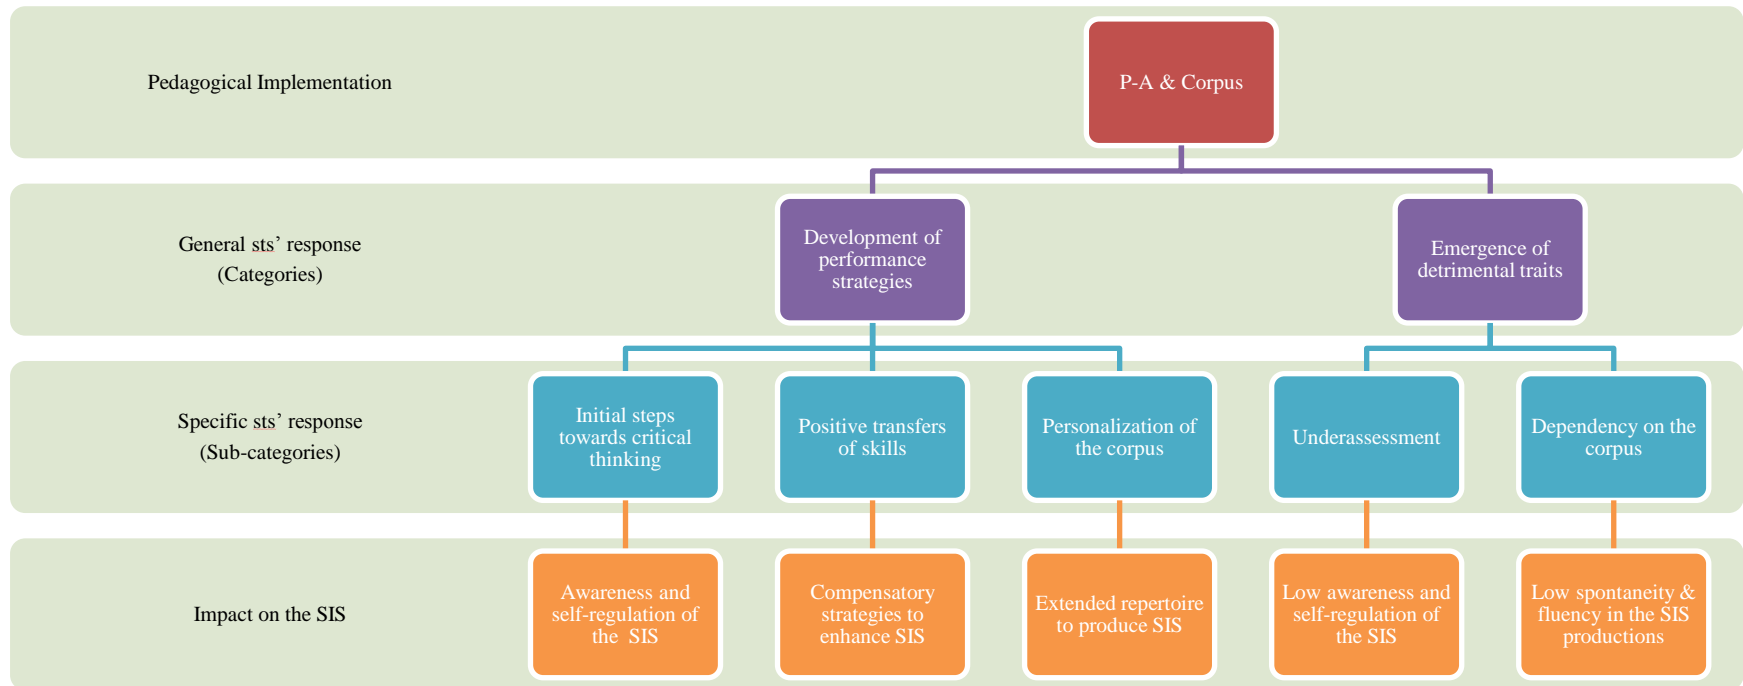 Pedagogical Implementation
P-A & Corpus
General sts’ response
(Categories)
Development of
performance
strategies
Emergence of
detrimental traits
Specific sts’ response
(Sub-categories)
Initial steps
towards critical
thinking
Positive transfers
of skills
Personalization of
the corpus
Underassessment
Dependency on the
corpus
Impact on the SIS
Awareness and
self-regulation of
the SIS
Compensatory
strategies to
enhance SIS
Extended repertoire
to produce SIS
Low awareness and
self-regulation of
the SIS
Low spontaneity &
fluency in the SIS
productions